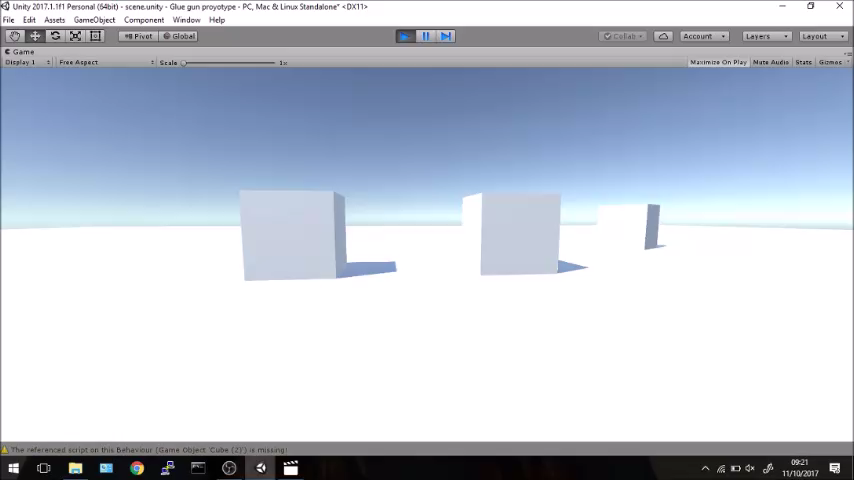 Unity 2017.1.1f1 Personal (64bit) - scene.unity - Glue gun proyotype - PC, Mac & Linux Standalone* <DX11>
File Edit Assets GameObject Component Window Help
Pivot Global Collab Account Layers Layout
Game
Display 1 Free Aspect Scale 1x Maximize On Play Mute Audio Stats Gizmos
The referenced script on this Behaviour (Game Object 'Cube (2)') is missing!
09:21
11/10/2017